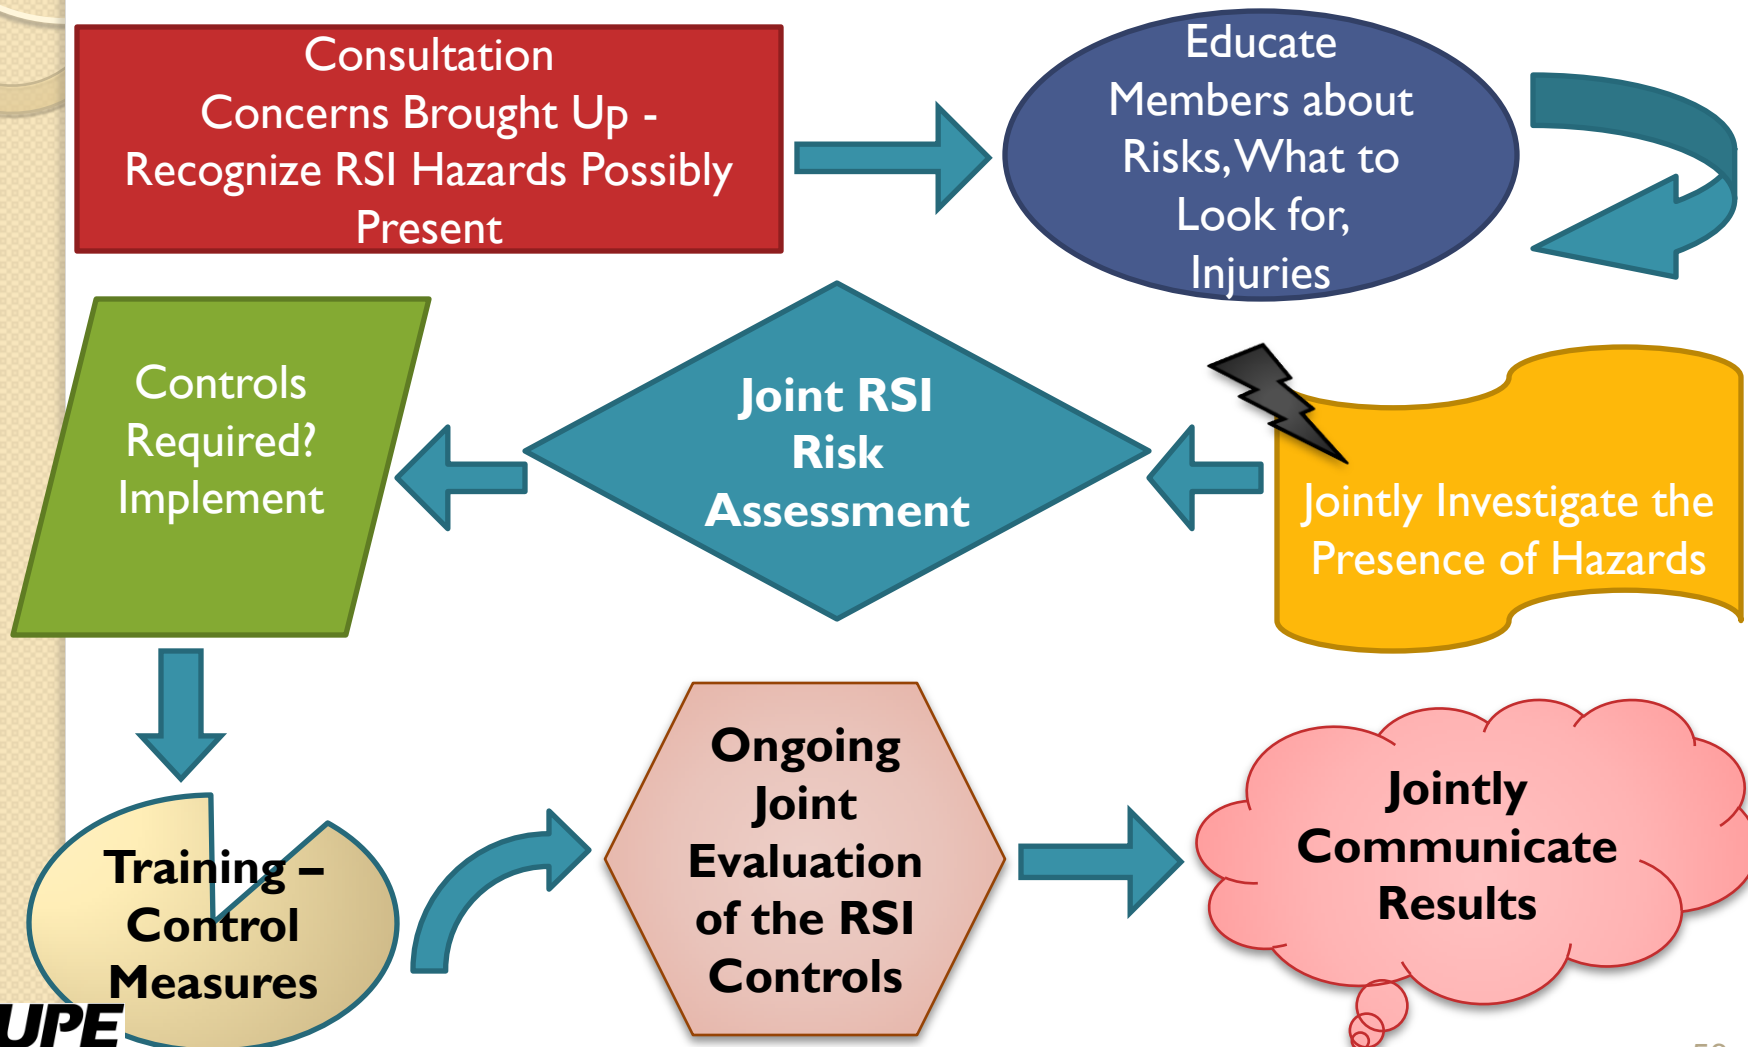 Consultation
Concerns Brought Up -
Recognize RSI Hazards Possibly
Present
Educate
Members about
Risks, What to
Look for,
Injuries
Jointly Investigate the
Presence of Hazards
Joint RSI
Risk
Assessment
Controls
Required?
Implement
Training –
Control
Measures
Ongoing
Joint
Evaluation
of the RSI
Controls
Jointly
Communicate
Results
UPE